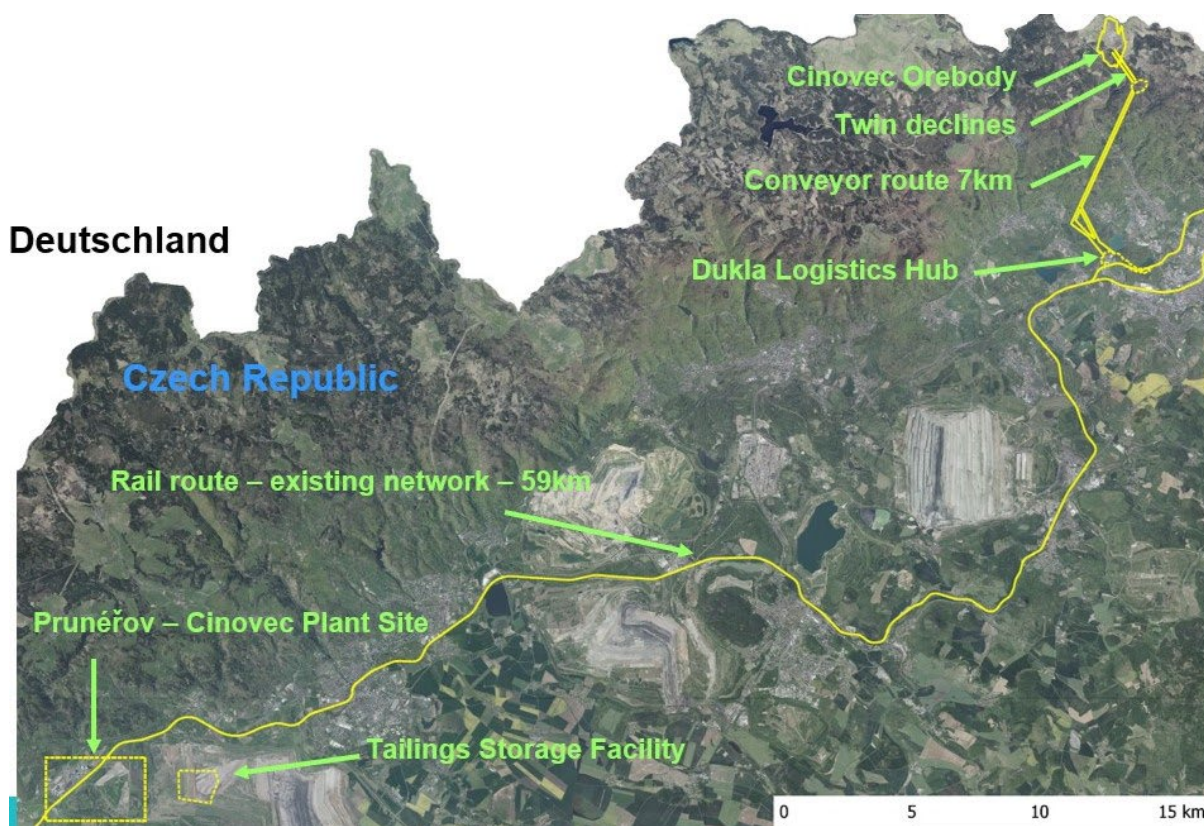 Cinovec Orebody
Twin declines
Conveyor route 7km
Deutschland
Dukla Logistics Hub
Czech Republic
Rail route – existing network – 59km
Prunéřov – Cinovec Plant Site
Tailings Storage Facility
0 5 10 15 km